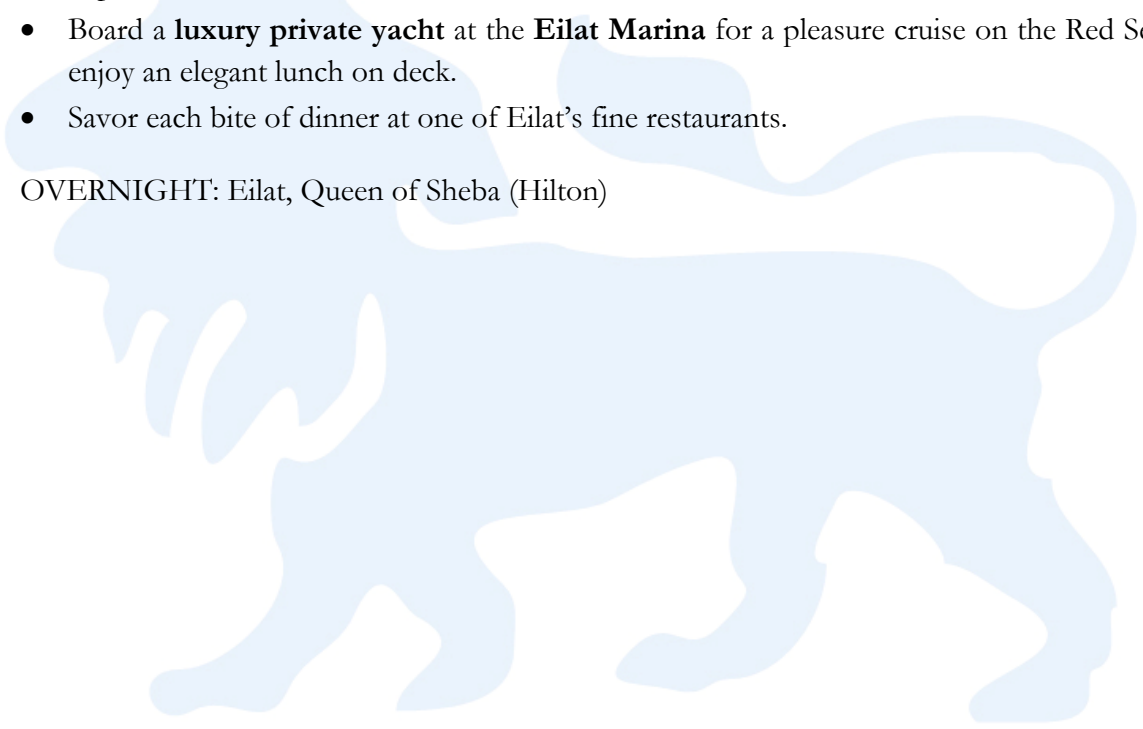 • Board a luxury private yacht at the Eilat Marina for a pleasure cruise on the Red
enjoy an elegant lunch on deck.
• Savor each bite of dinner at one of Eilat’s fine restaurants.
OVERNIGHT: Eilat, Queen of Sheba (Hilton)